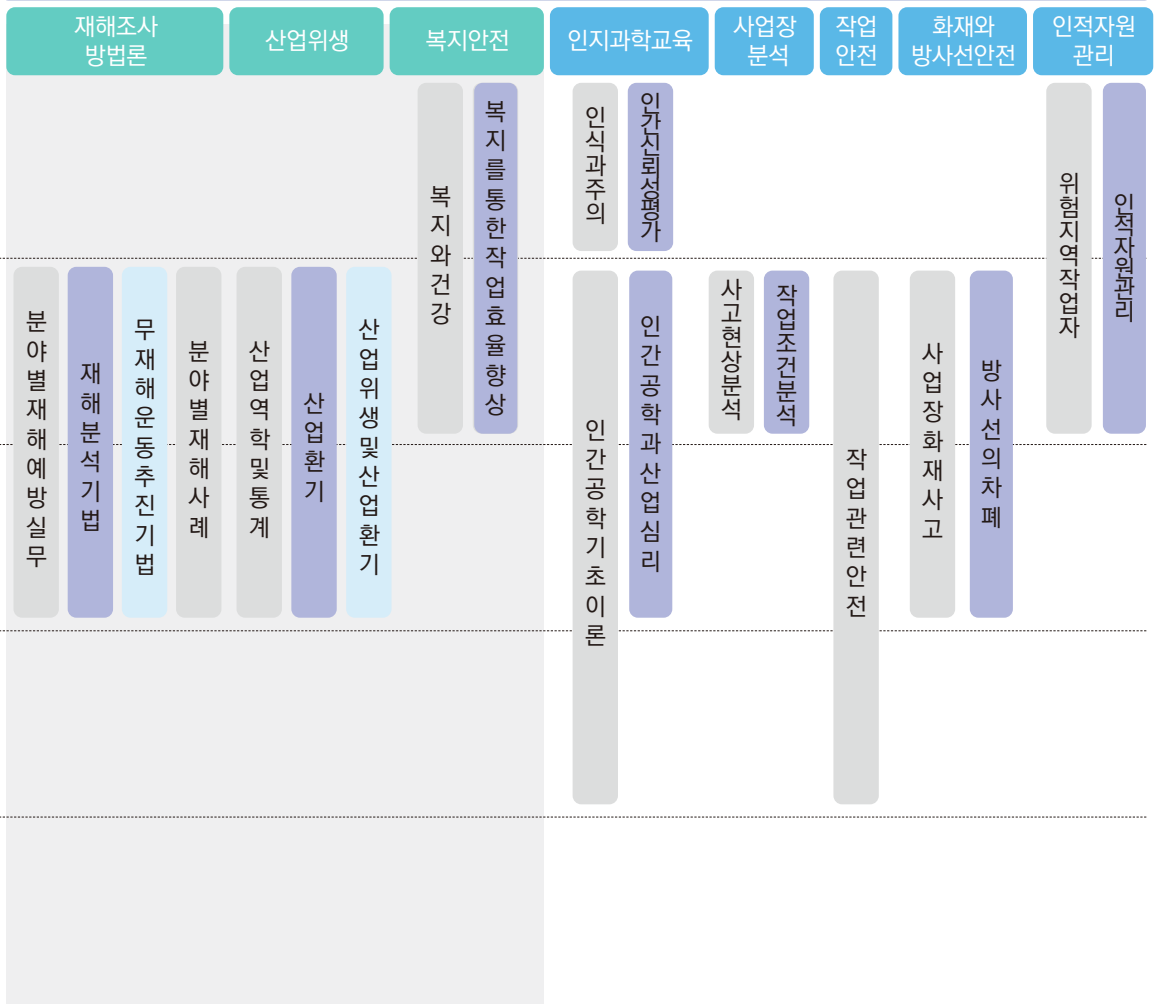 재해조사
방법론
산업위생
복지안전
인지과학교육
사업장
분석
작업
안전
화재와
방사선안전
인적자원
관리
분야별재해예방실무
재해분석기법
무재해운동추진기법
분야별재해사례
산업역학및통계
산업환기
산업위생및산업환기
복지와건강
복지를통한작업효율향상
인식과주의
인간신뢰성평가
인간공학기초이론
인간공학과산업심리
사고현상분석
작업조건분석
작업관련안전
사업장화재사고
방사선의차폐
위험지역작업자
인적자원관리